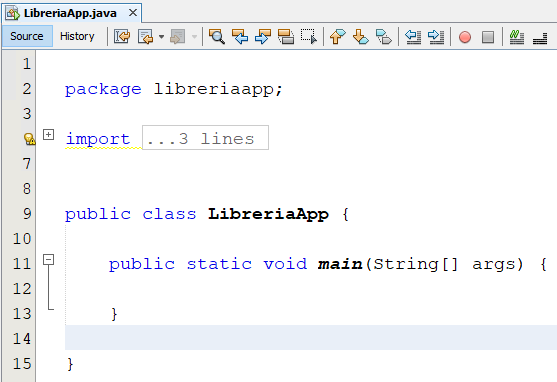 LibreriaApp.java
Source History
1
2 package libreriaapp;
3
import ...3 lines
7
8
9 public class LibreriaApp {
10
11 public static void main(String[] args) {
12
13 }
14
15 }